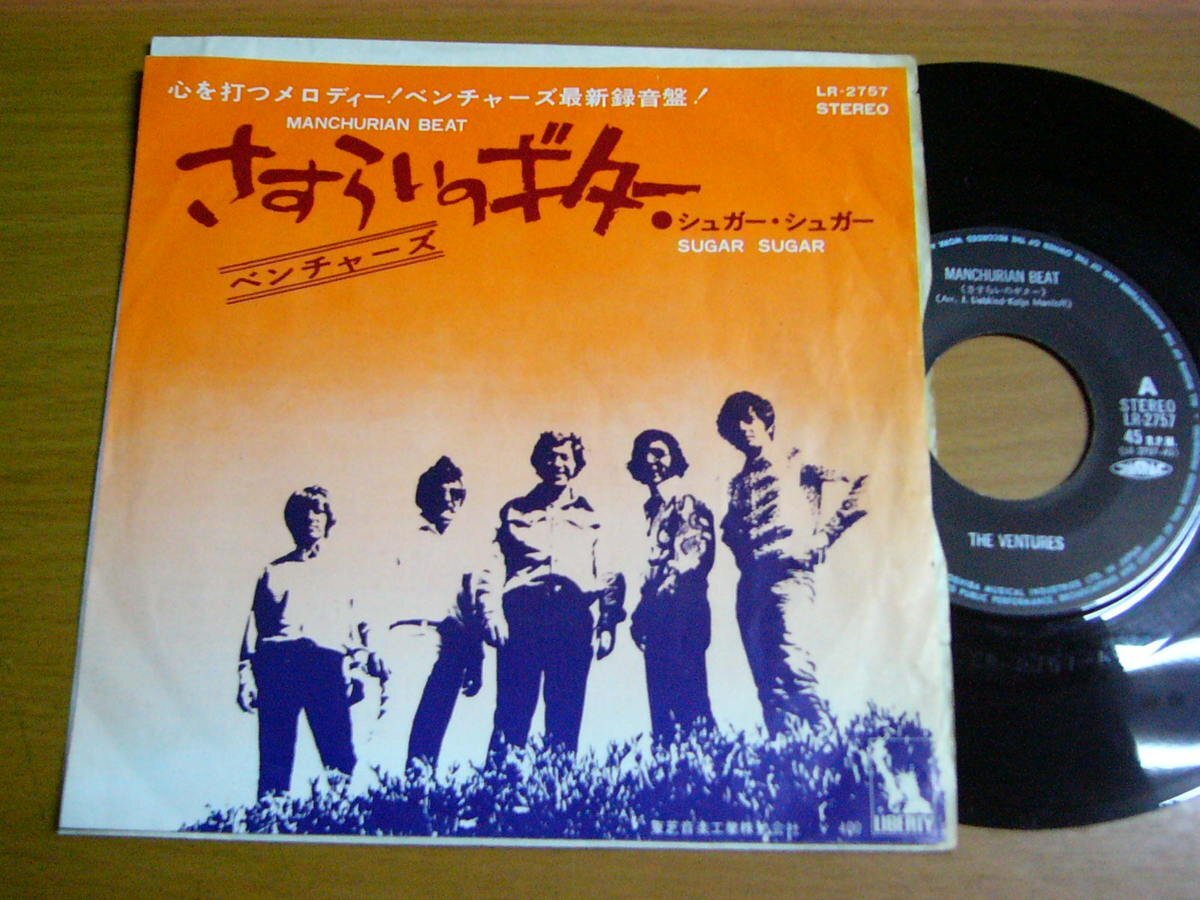 心を打つメロディー!ベンチャーズ最新録音盤!
LR-2757
STEREO
MANCHURIAN BEAT
さすらいのギター
●シュガー・シュガー
SUGAR SUGAR
ベンチャーズ
東芝音楽工業株式会社 ¥400
LIBERTY
MANCHURIAN BEAT
(さすらいのギター)
A
STEREO
LR-2757
45 R.P.M.
THE VENTURES